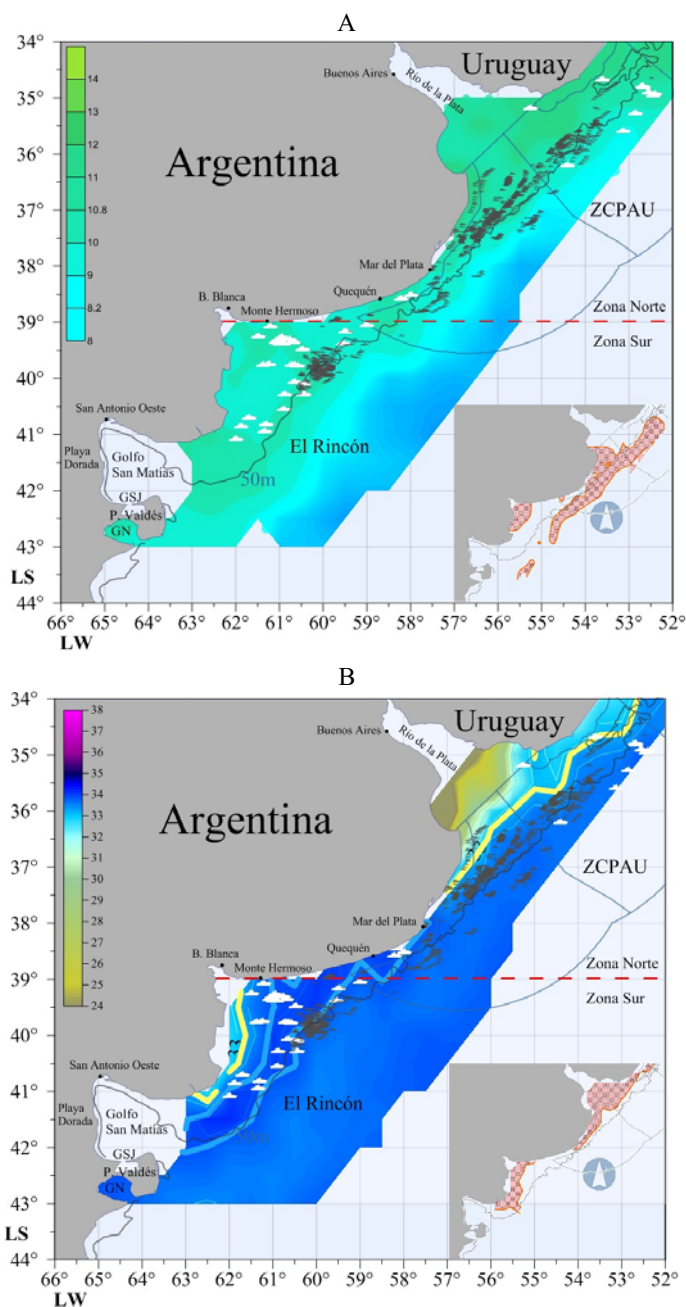 A
34°
35°
36°
37°
38°
39°
40°
41°
42°
43°
LS
44°
14
13
12
11
10.8
10
9
8.2
8
Uruguay
Buenos Aires
Río de la Plata
Argentina
ZCPAU
Mar del Plata
Quequén
B. Blanca
Monte Hermoso
Zona Norte
Zona Sur
San Antonio Oeste
El Rincón
Playa
Dorada
Golfo
San Matías
50m
GSJ
P. Valdés
GN
66° 65° 64° 63° 62° 61° 60° 59° 58° 57° 56° 55° 54° 53° 52°
LW
B
34°
35°
36°
37°
38°
39°
40°
41°
42°
43°
LS
44°
38
37
36
35
34
33
32
31
30
29
28
27
26
25
24
Uruguay
Buenos Aires
Río de la Plata
Argentina
ZCPAU
Mar del Plata
Quequén
B. Blanca
Monte Hermoso
Zona Norte
Zona Sur
33
San Antonio Oeste
El Rincón
Playa
Dorada
Golfo
San Matías
50m
GSJ
P. Valdés
GN
66° 65° 64° 63° 62° 61° 60° 59° 58° 57° 56° 55° 54° 53° 52°
LW